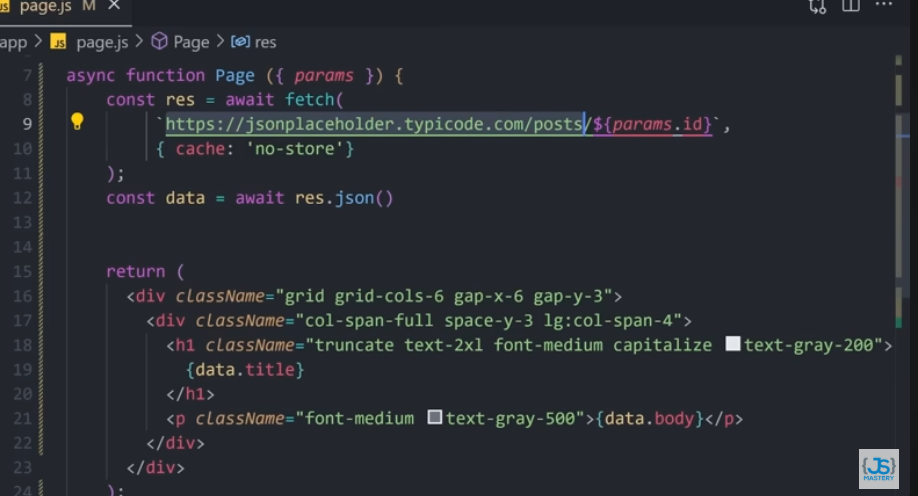 JS page.js M ×
app > JS page.js > Page > res
7 async function Page ({ params }) {
8 const res = await fetch(
9 `https://jsonplaceholder.typicode.com/posts/${params.id}`,
10 { cache: 'no-store'}
11 );
12 const data = await res.json()
13
14
15 return (
16 <div className="grid grid-cols-6 gap-x-6 gap-y-3">
17 <div className="col-span-full space-y-3 lg:col-span-4">
18 <h1 className="truncate text-2xl font-medium capitalize text-gray-200">
19 {data.title}
20 </h1>
21 <p className="font-medium text-gray-500">{data.body}</p>
22 </div>
23 </div>
24 );
{JS}
MASTERY